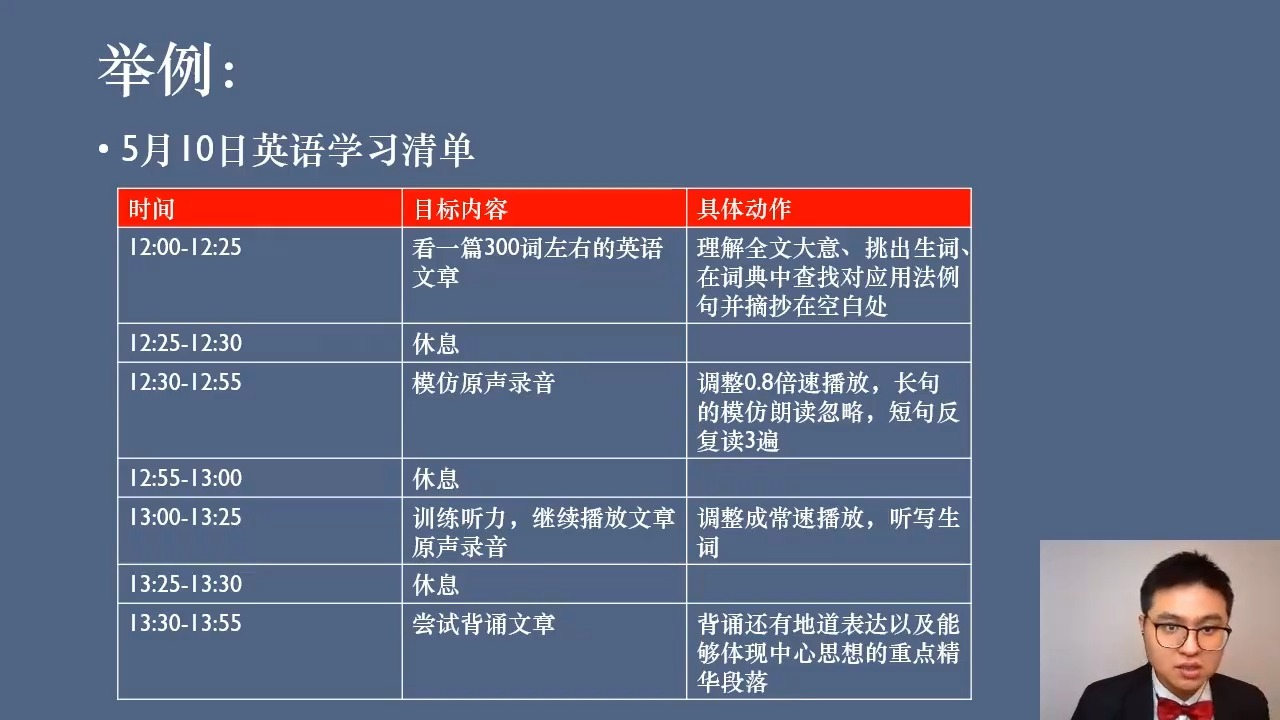 举例：
• 5月10日英语学习清单
时间 目标内容 具体动作
12:00-12:25 看一篇300词左右的英语 理解全文大意、挑出生词、
文章 在词典中查找对应用法例
句并摘抄在空白处
12:25-12:30 休息
12:30-12:55 模仿原声录音 调整0.8倍速播放，长句
的模仿朗读忽略，短句反
复读3遍
12:55-13:00 休息
13:00-13:25 训练听力，继续播放文章 调整成常速播放，听写生
原声录音 词
13:25-13:30 休息
13:30-13:55 尝试背诵文章 背诵还有地道表达以及能
够体现中心思想的重点精
华段落